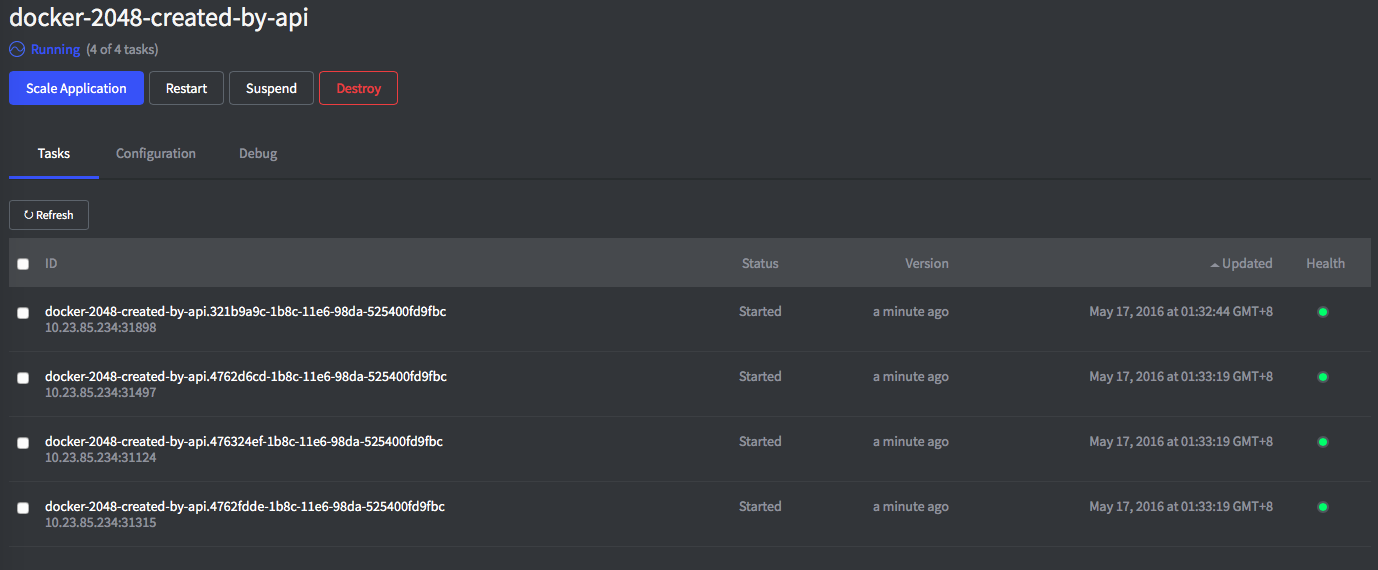 docker-2048-created-by-api
Running (4 of 4 tasks)
Scale Application Restart Suspend Destroy
Tasks Configuration Debug
Refresh
ID Status Version Updated Health
docker-2048-created-by-api.321b9a9c-1b8c-11e6-98da-525400fd9fbc Started a minute ago May 17, 2016 at 01:32:44 GMT+8
10.23.85.234:31898
docker-2048-created-by-api.4762d6cd-1b8c-11e6-98da-525400fd9fbc Started a minute ago May 17, 2016 at 01:33:19 GMT+8
10.23.85.234:31497
docker-2048-created-by-api.476324ef-1b8c-11e6-98da-525400fd9fbc Started a minute ago May 17, 2016 at 01:33:19 GMT+8
10.23.85.234:31124
docker-2048-created-by-api.4762fdde-1b8c-11e6-98da-525400fd9fbc Started a minute ago May 17, 2016 at 01:33:19 GMT+8
10.23.85.234:31315